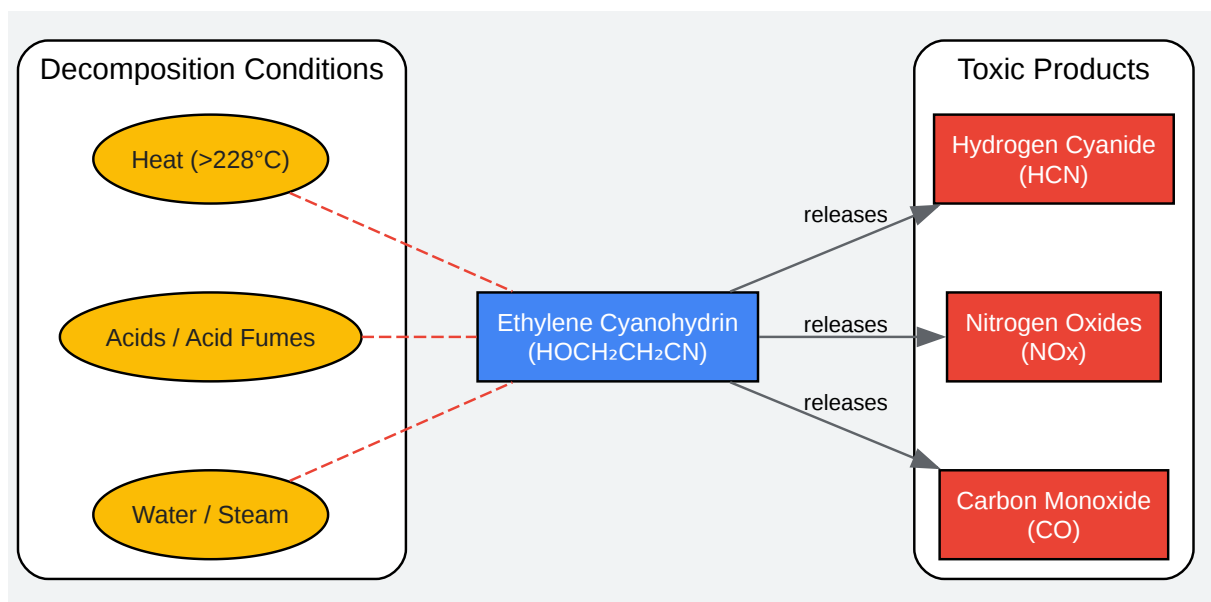 Decomposition Conditions
Heat (>228°C)
Acids / Acid Fumes
Water / Steam
Ethylene Cyanohydrin
(HOCH₂CH₂CN)
releases
releases
releases
Toxic Products
Hydrogen Cyanide
(HCN)
Nitrogen Oxides
(NOx)
Carbon Monoxide
(CO)